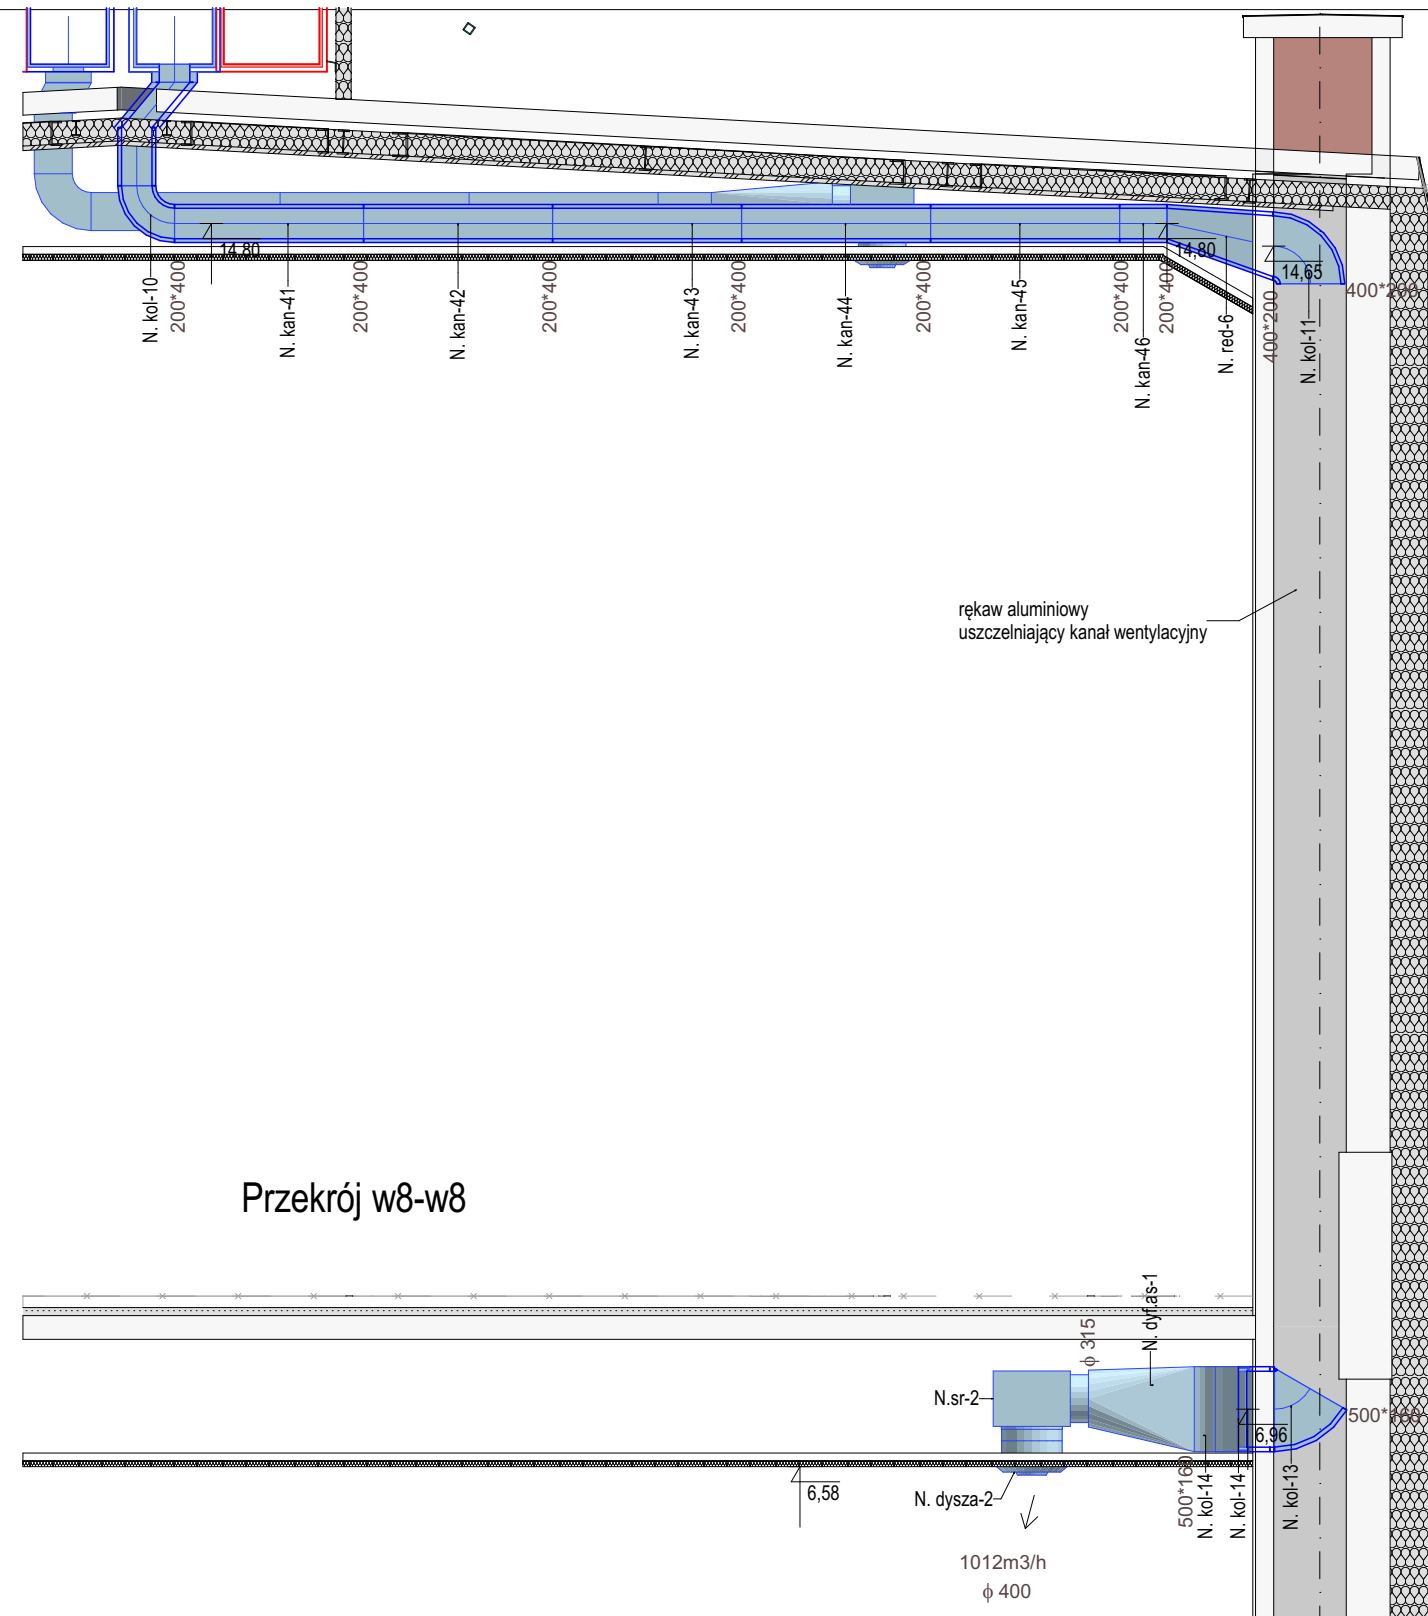 14,80
14,80
14,65
N. kol-10
200*400
N. kan-41
200*400
N. kan-42
200*400
N. kan-43
200*400
N. kan-44
200*400
N. kan-45
200*400
N. kan-46
200*400
N. red-6
400*200
N. kol-11
400*200
rękaw aluminiowy
uszczelniający kanał wentylacyjny
Przekrój w8-w8
N. dyf.as-1
ϕ 315
N.sr-2
500*160
6,96
6,58
N. dysza-2
500*160
N. kol-14
N. kol-14
N. kol-13
1012m3/h
ϕ 400